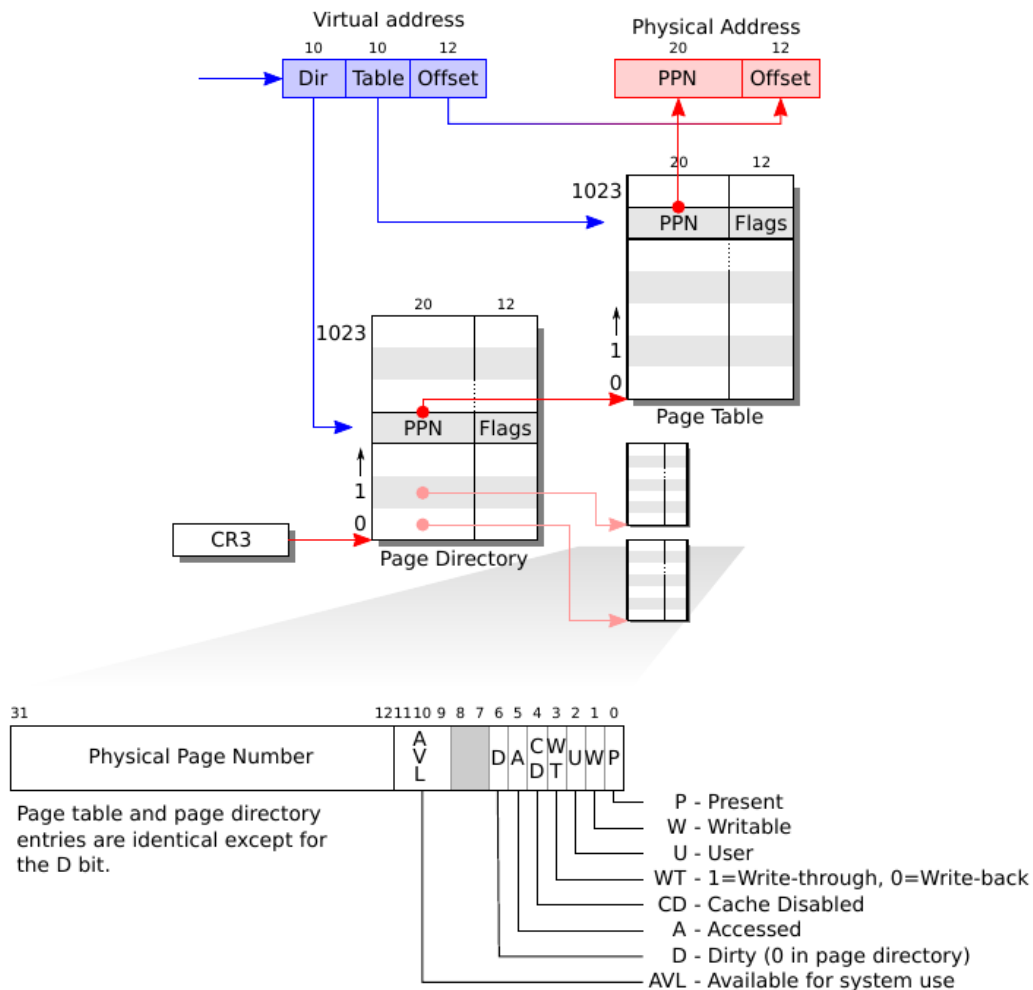 Virtual address
Physical Address
10 10 12
20 12
Dir Table Offset
PPN Offset
20 12
1023
PPN Flags
20 12
1023
1
0
Page Table
PPN Flags
1
0
CR3
Page Directory
31 12 11 10 9 8 7 6 5 4 3 2 1 0
Physical Page Number AVL D A CD WT U W P
Page table and page directory
entries are identical except for
the D bit.
P - Present
W - Writable
U - User
WT - 1=Write-through, 0=Write-back
CD - Cache Disabled
A - Accessed
D - Dirty (0 in page directory)
AVL - Available for system use